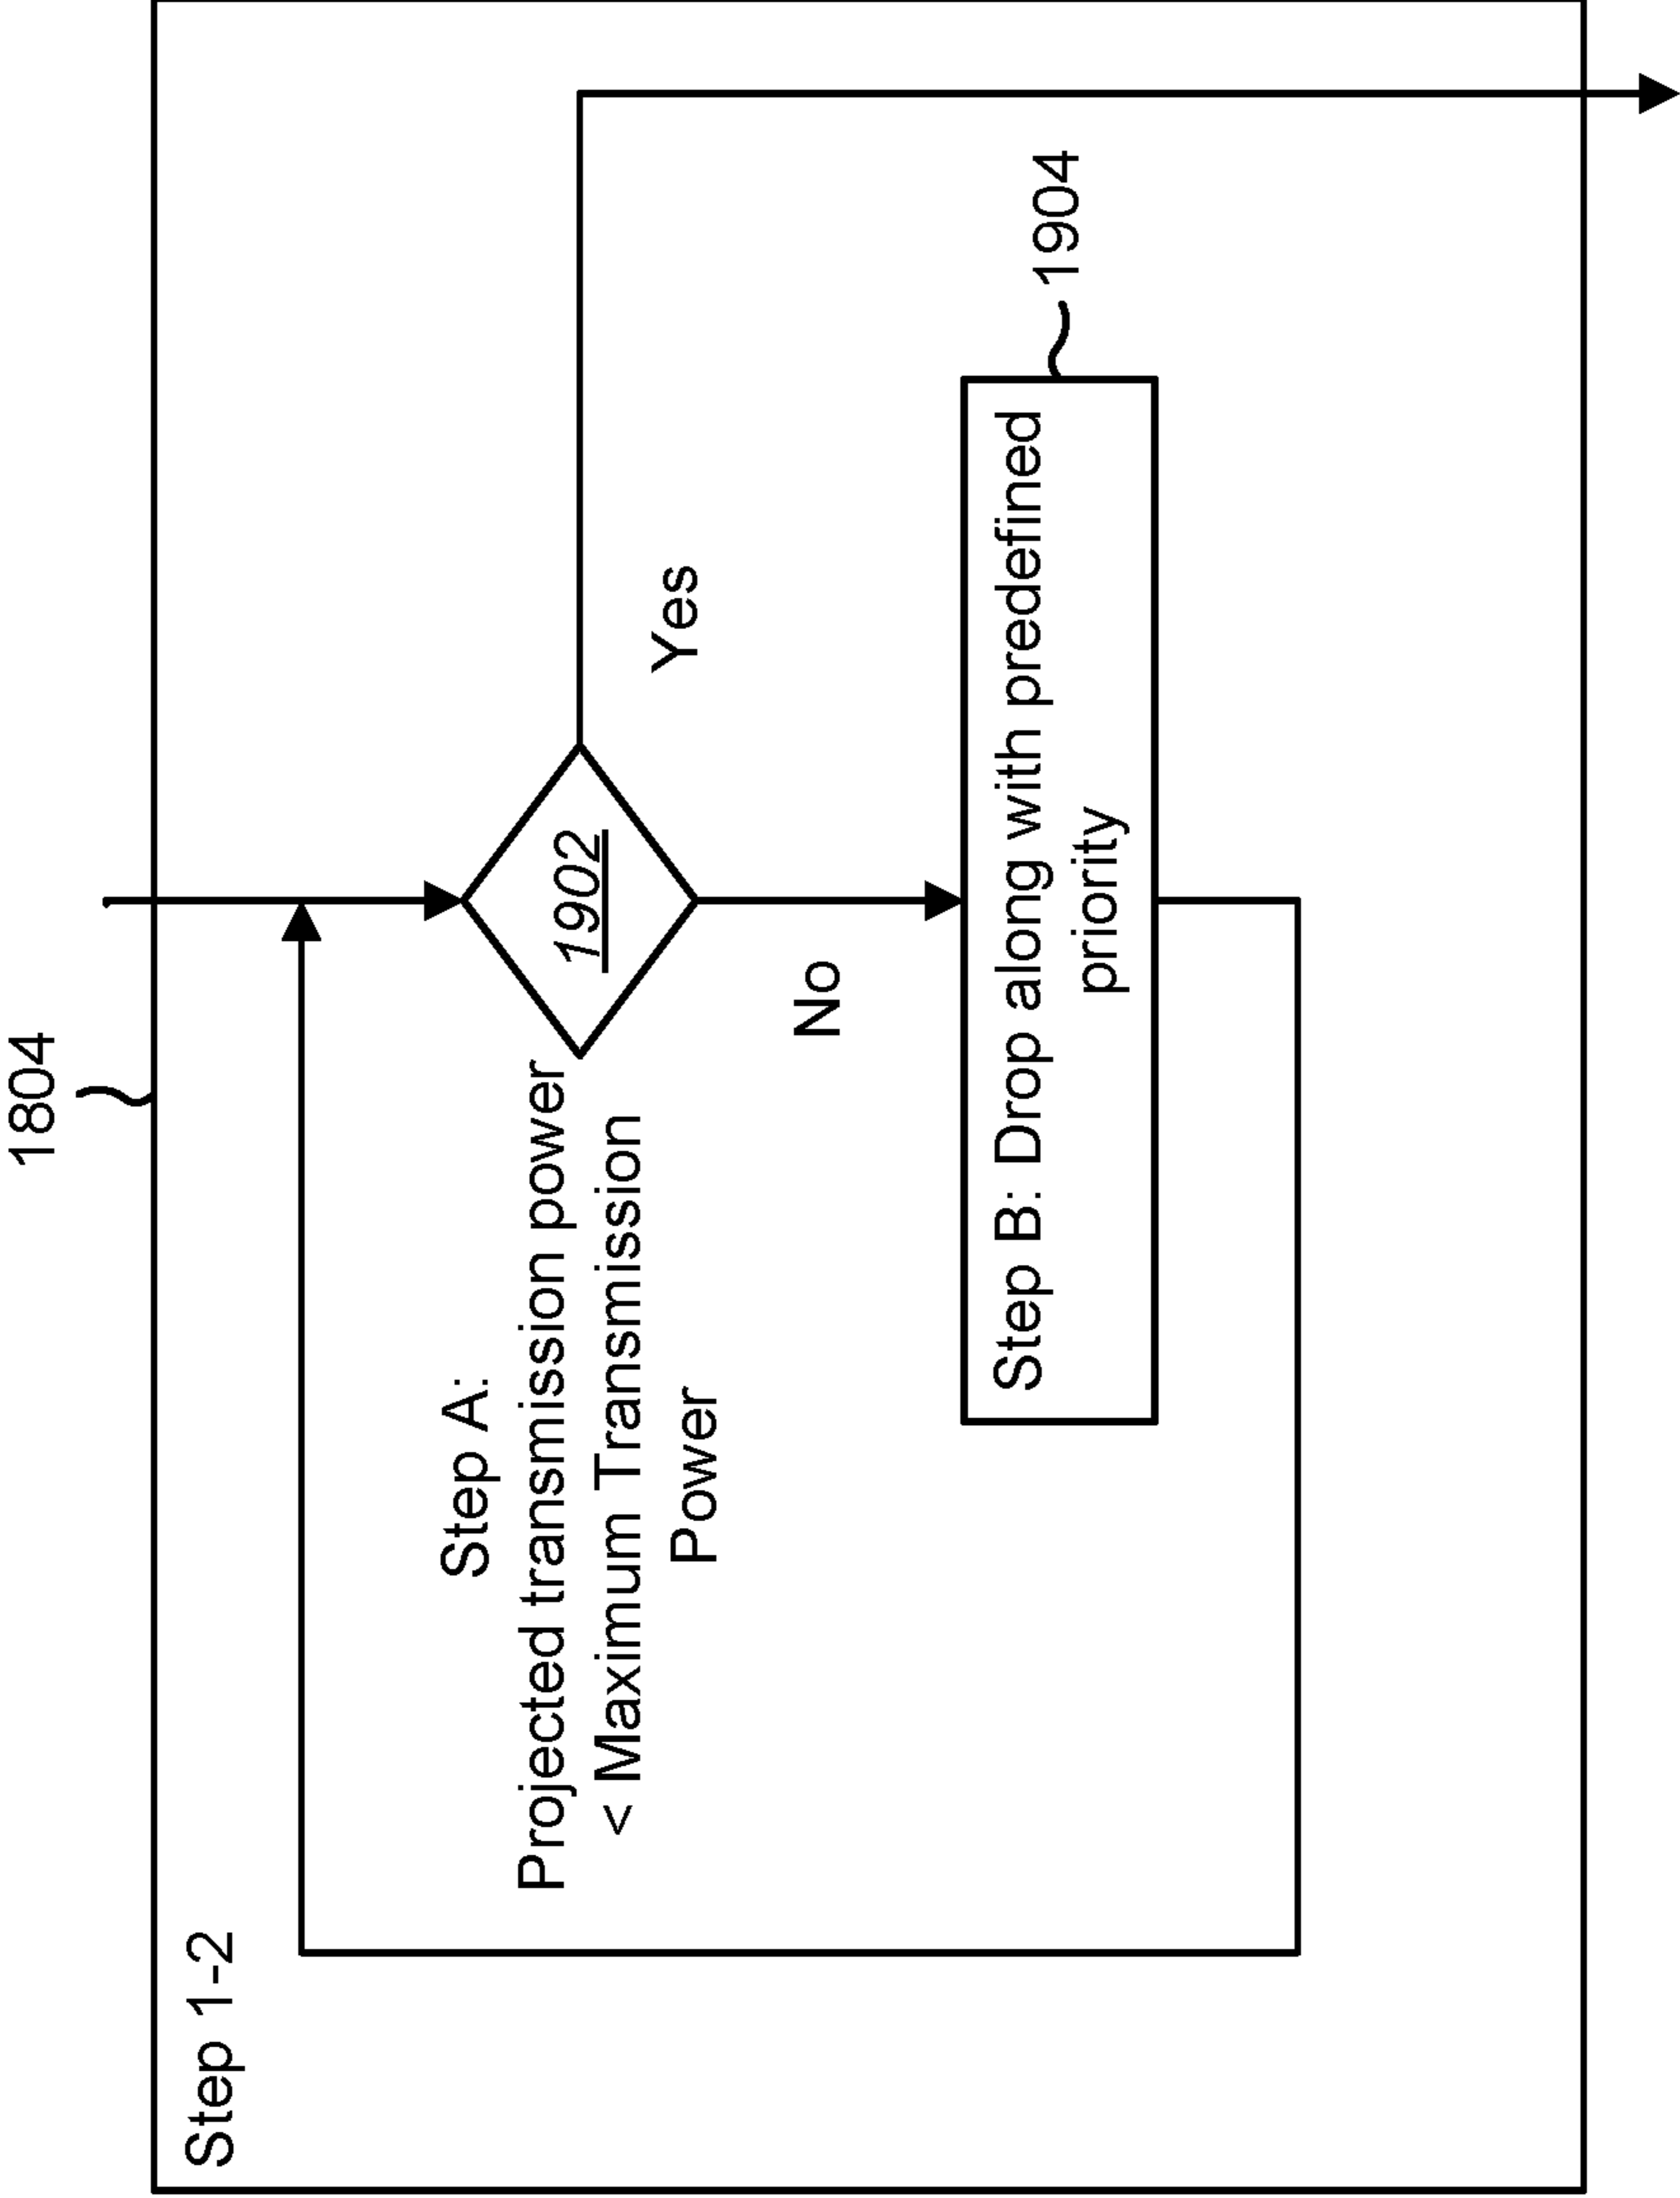 1804
Step 1-2
Step A:
Projected transmission power
< Maximum Transmission
Power
1902
Yes
No
Step B: Drop along with predefined
priority
1904